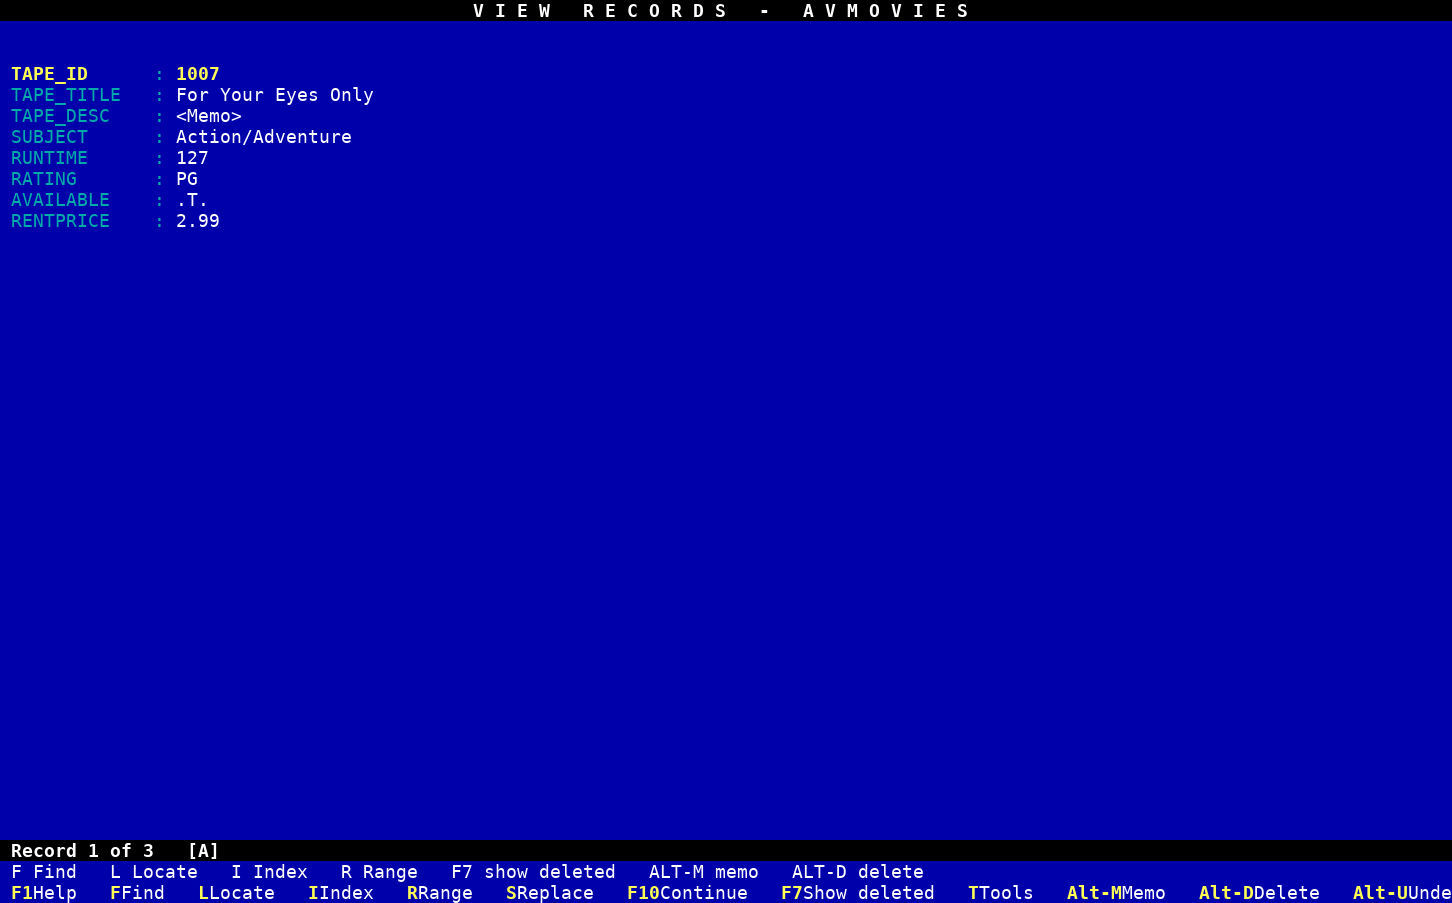 V I E W   R E C O R D S   -   A V M O V I E S
TAPE_ID : 1007
TAPE_TITLE : For Your Eyes Only
TAPE_DESC : <Memo>
SUBJECT : Action/Adventure
RUNTIME : 127
RATING : PG
AVAILABLE : .T.
RENTPRICE : 2.99
Record 1 of 3   [A]
F Find   L Locate   I Index   R Range   F7 show deleted   ALT-M memo   ALT-D delete
F1Help   FFind   LLocate   IIndex   RRange   SReplace   F10Continue   F7Show deleted   TTools   Alt-MMemo   Alt-DDelete   Alt-UUnde